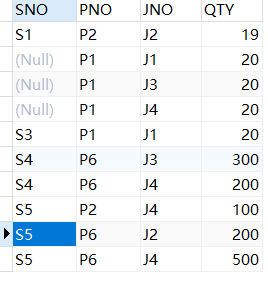 SNO PNO JNO QTY
S1 P2 J2 19
(Null) P1 J1 20
(Null) P1 J3 20
(Null) P1 J4 20
S3 P1 J1 20
S4 P6 J3 300
S4 P6 J4 200
S5 P2 J4 100
S5 P6 J2 200
S5 P6 J4 500